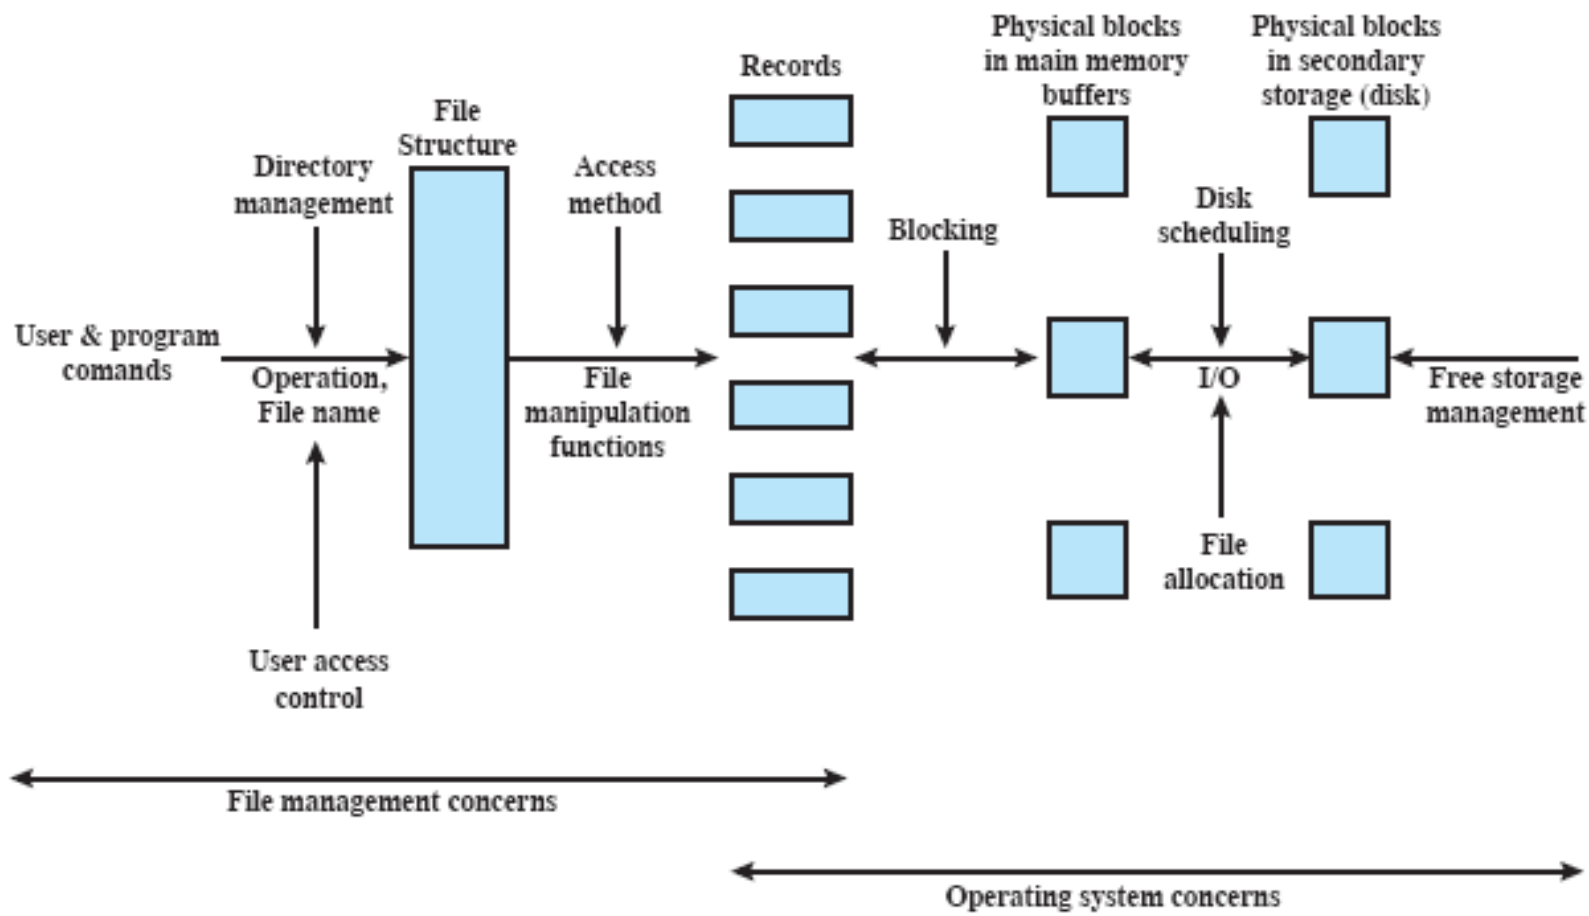 Physical blocks
in main memory
buffers
Physical blocks
in secondary
storage (disk)
Records
File
Structure
Directory
management
Access
method
Disk
scheduling
Blocking
User & program
comands
Operation,
File name
File
manipulation
functions
I/O
Free storage
management
File
allocation
User access
control
File management concerns
Operating system concerns